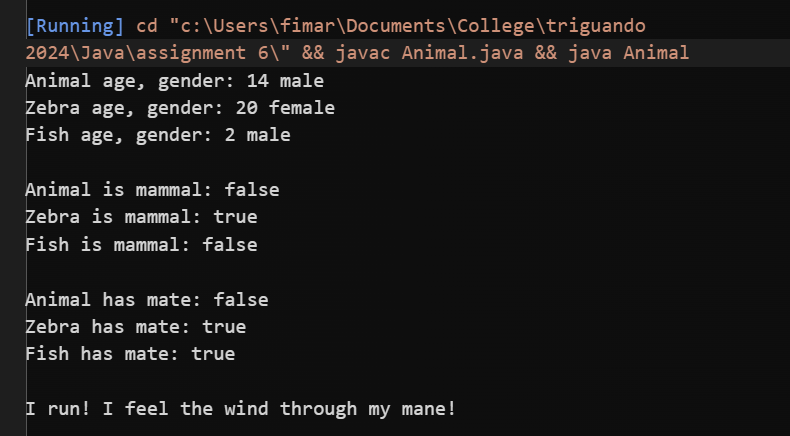 [Running] cd "c:\Users\fimar\Documents\College\triguando
2024\Java\assignment 6\" && javac Animal.java && java Animal
Animal age, gender: 14 male
Zebra age, gender: 20 female
Fish age, gender: 2 male
Animal is mammal: false
Zebra is mammal: true
Fish is mammal: false
Animal has mate: false
Zebra has mate: true
Fish has mate: true
I run! I feel the wind through my mane!